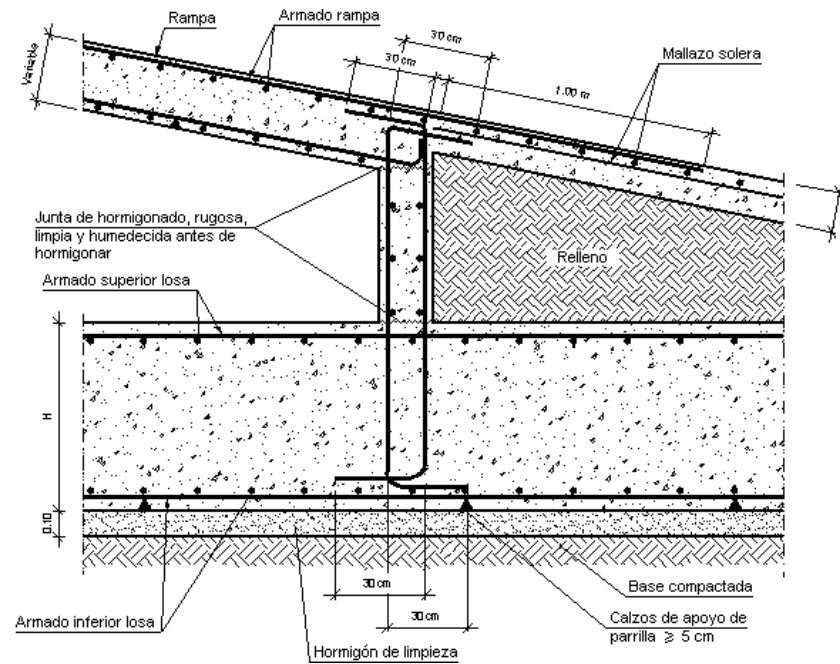 Rampa
Armado rampa
30 cm
30 cm
Mallazo solera
Variable
1.00 m
Junta de hormigonado, rugosa,
limpia y humedecida antes de
hormigonar
Relleno
Armado superior losa
H
0.10
30 cm
30 cm
Base compactada
Armado inferior losa
Calzos de apoyo de
parrilla ≥ 5 cm
Hormigón de limpieza